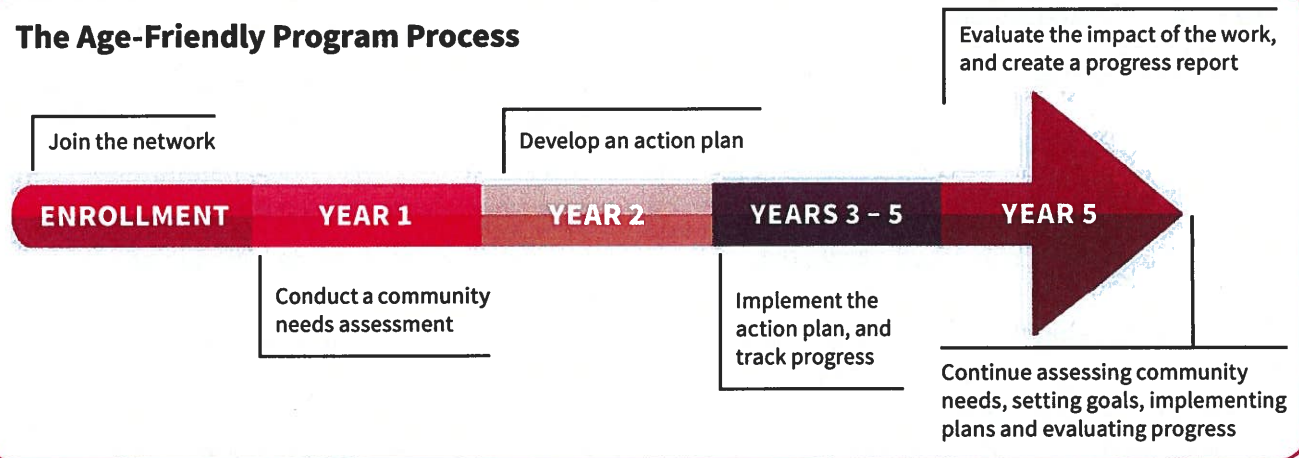 The Age-Friendly Program Process
Join the network
ENROLLMENT
YEAR 1
Conduct a community
needs assessment
Develop an action plan
YEAR 2
YEARS 3 – 5
Implement the
action plan, and
track progress
Evaluate the impact of the work,
and create a progress report
YEAR 5
Continue assessing community
needs, setting goals, implementing
plans and evaluating progress